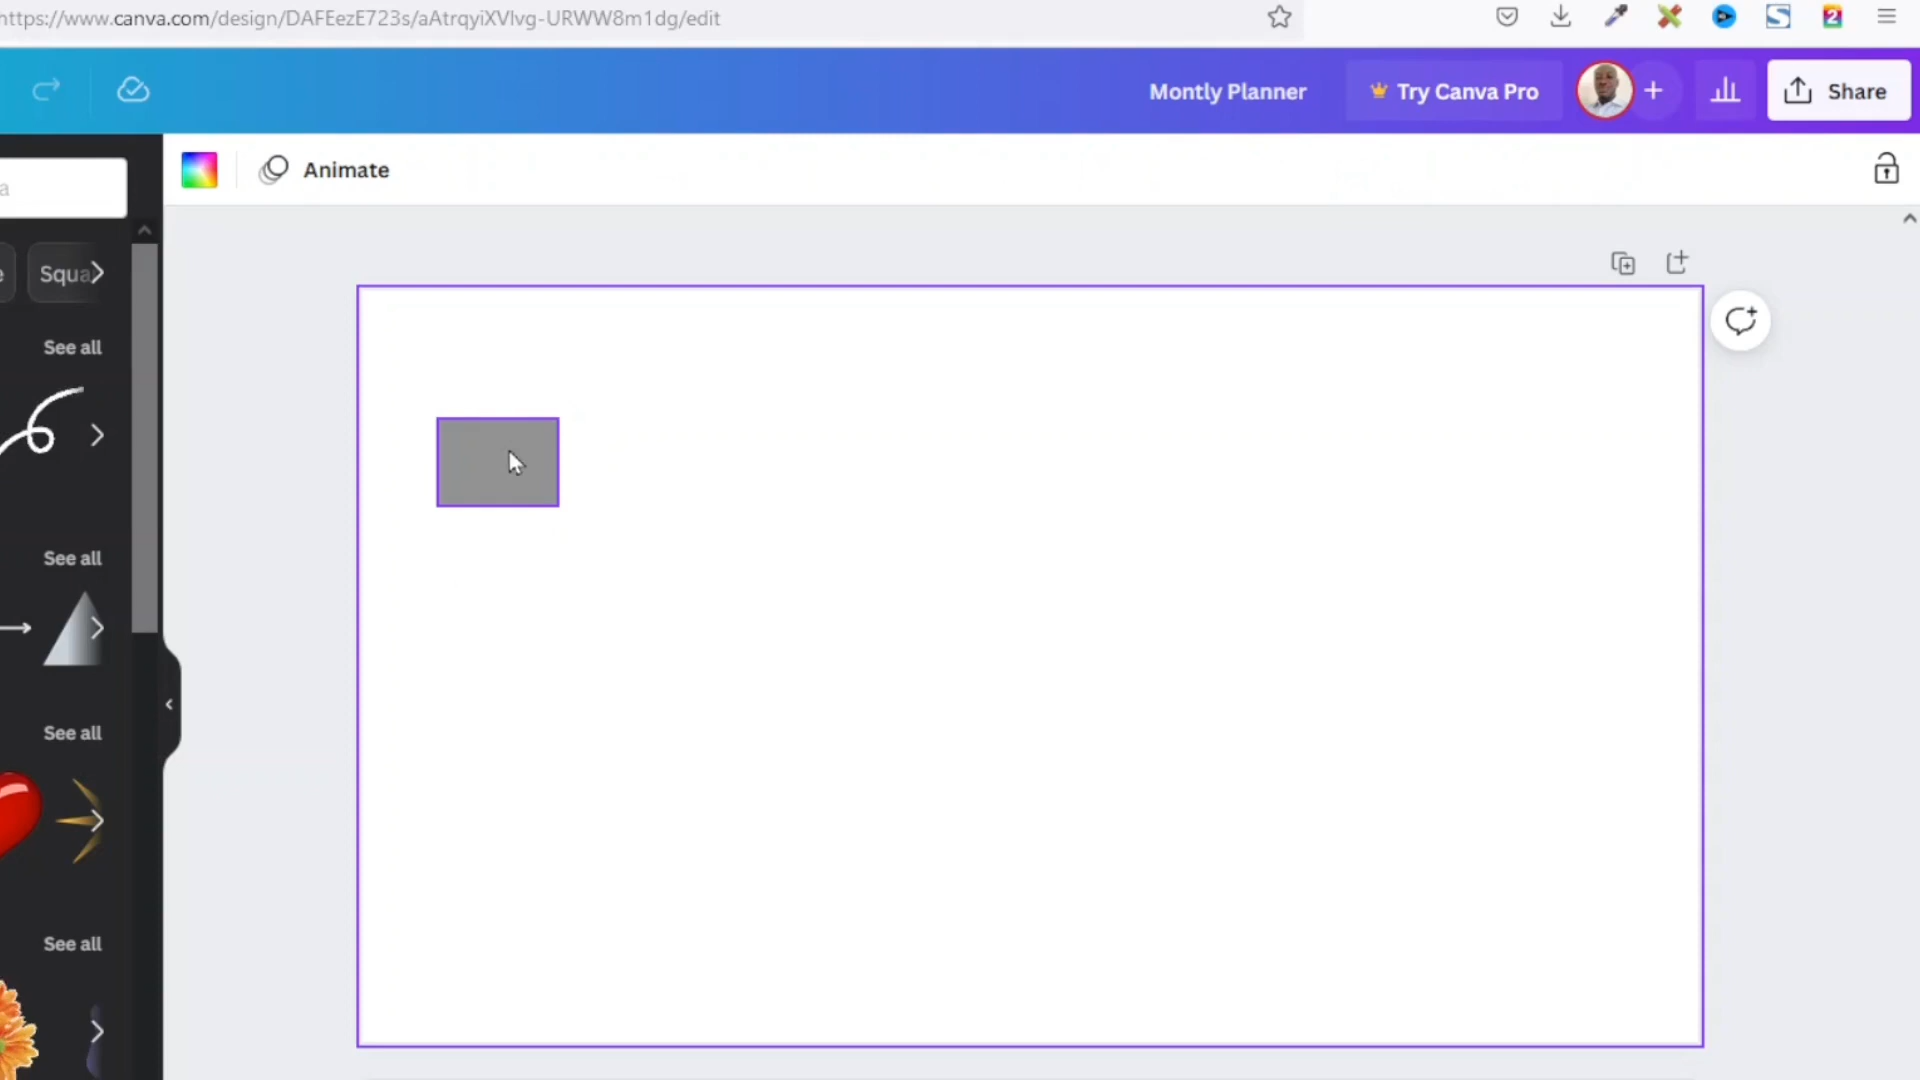 https://www.canva.com/design/DAFEezE723s/aAtrqyiXVlvg-URWW8m1dg/edit
Montly Planner
Try Canva Pro
Share
a
Animate
e
Squa
See all
See all
See all
See all